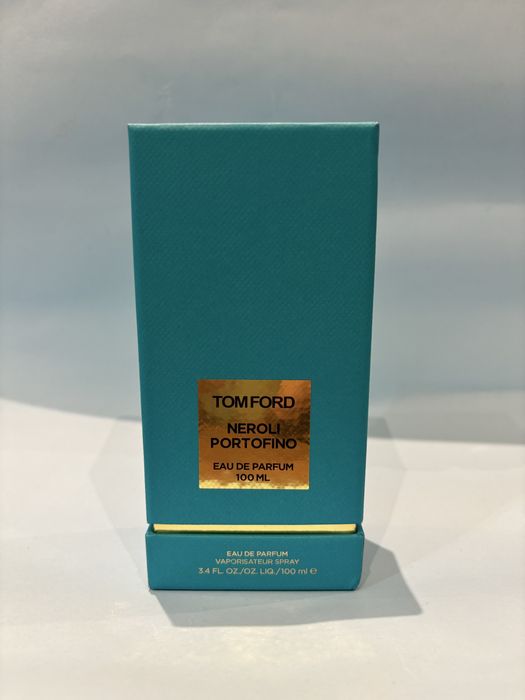 TOM FORD
NEROLI
PORTOFINO
EAU DE PARFUM
100 ML
EAU DE PARFUM
VAPORISATEUR SPRAY
3.4 FL. OZ./OZ. LIQ./100 ml ℮